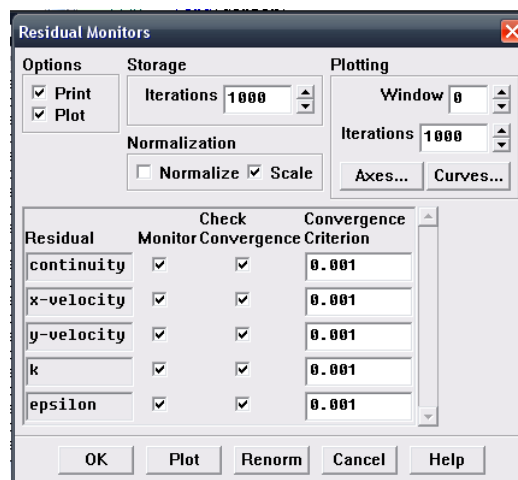 Residual Monitors
Options
Print
Plot
Storage
Iterations 1000
Normalization
Normalize Scale
Plotting
Window 0
Iterations 1000
Axes... Curves...
Residual Monitor Check Convergence Convergence Criterion
continuity 0.001
x-velocity 0.001
y-velocity 0.001
k 0.001
epsilon 0.001
OK Plot Renorm Cancel Help